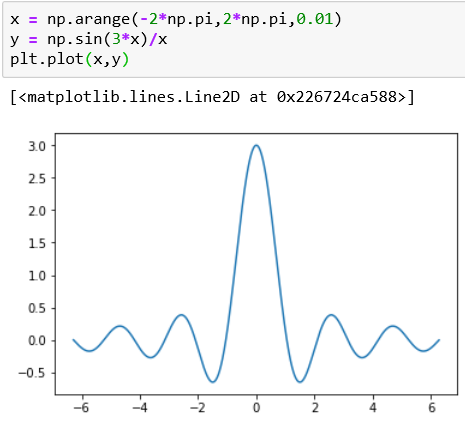 x = np.arange(-2*np.pi,2*np.pi,0.01)
y = np.sin(3*x)/x
plt.plot(x,y)
[<matplotlib.lines.Line2D at 0x226724ca588>]
3.0
2.5
2.0
1.5
1.0
0.5
0.0
−0.5
−6 −4 −2 0 2 4 6